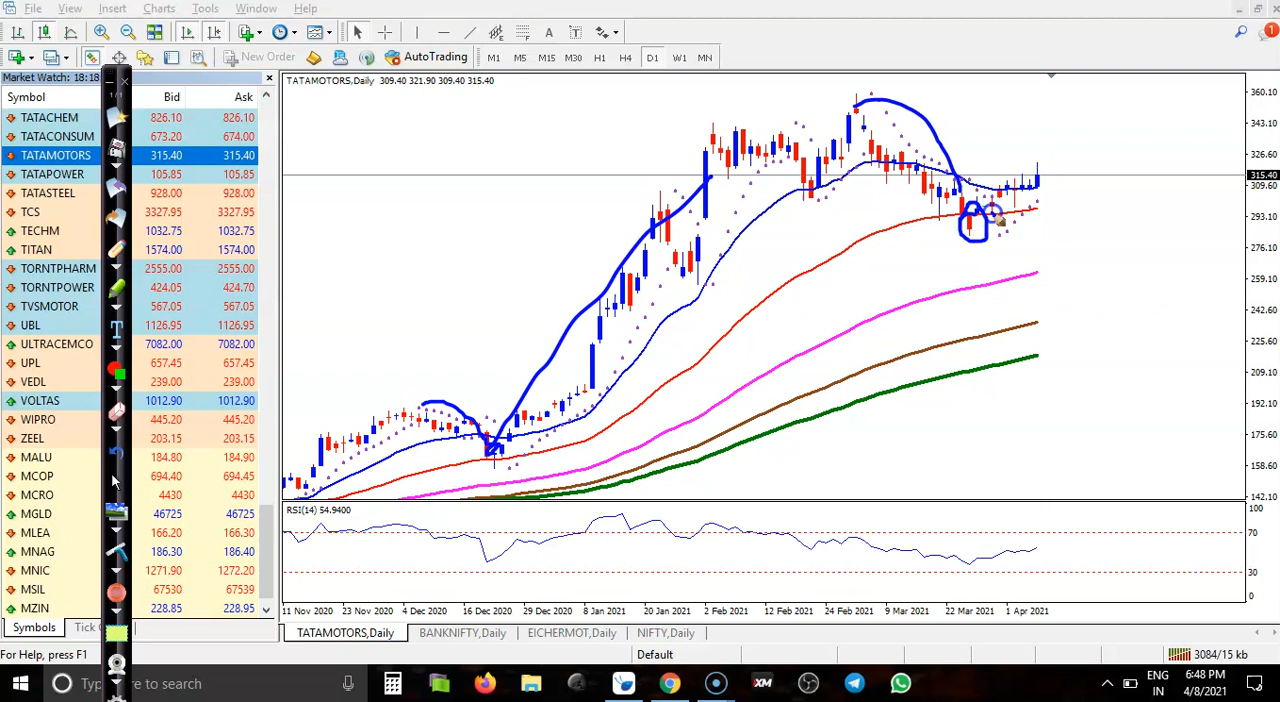 File View Insert Charts Tools Window Help
1
New Order AutoTrading M1 M5 M15 M30 H1 H4 D1 W1 MN
Market Watch: 18:18
Symbol Bid Ask
TATACHEM 826.10 826.10
TATACONSUM 673.20 674.00
TATAMOTORS 315.40 315.40
TATAPOWER 105.85 105.85
TATASTEEL 928.00 928.00
TCS 3327.95 3327.95
TECHM 1032.75 1032.75
TITAN 1574.00 1574.00
TORNTPHARM 2555.00 2555.00
TORNTPOWER 424.05 424.70
TVSMOTOR 567.05 567.05
UBL 1126.95 1126.95
ULTRACEMCO 7082.00 7082.00
UPL 657.45 657.45
VEDL 239.00 239.00
VOLTAS 1012.90 1012.90
WIPRO 445.20 445.20
ZEEL 203.15 203.15
MALU 184.80 184.90
MCOP 694.40 694.45
MCRO 4430 4430
MGLD 46725 46725
MLEA 166.20 166.30
MNAG 186.30 186.40
MNIC 1271.90 1272.20
MSIL 67530 67539
MZIN 228.85 228.95
Symbols Tick C
TATAMOTORS,Daily 309.40 321.90 309.40 315.40
360.10
343.10
326.60
315.40
309.60
293.10
276.10
259.10
242.60
225.60
209.10
192.10
175.60
158.60
142.10
RSI(14) 54.9400
100
70
30
0
11 Nov 2020 23 Nov 2020 4 Dec 2020 16 Dec 2020 29 Dec 2020 8 Jan 2021 20 Jan 2021 2 Feb 2021 12 Feb 2021 24 Feb 2021 9 Mar 2021 22 Mar 2021 1 Apr 2021
TATAMOTORS,Daily BANKNIFTY,Daily EICHERMOT,Daily NIFTY,Daily
For Help, press F1 Default 3084/15 kb
Type here to search
XM
ENG
IN
6:48 PM
4/8/2021